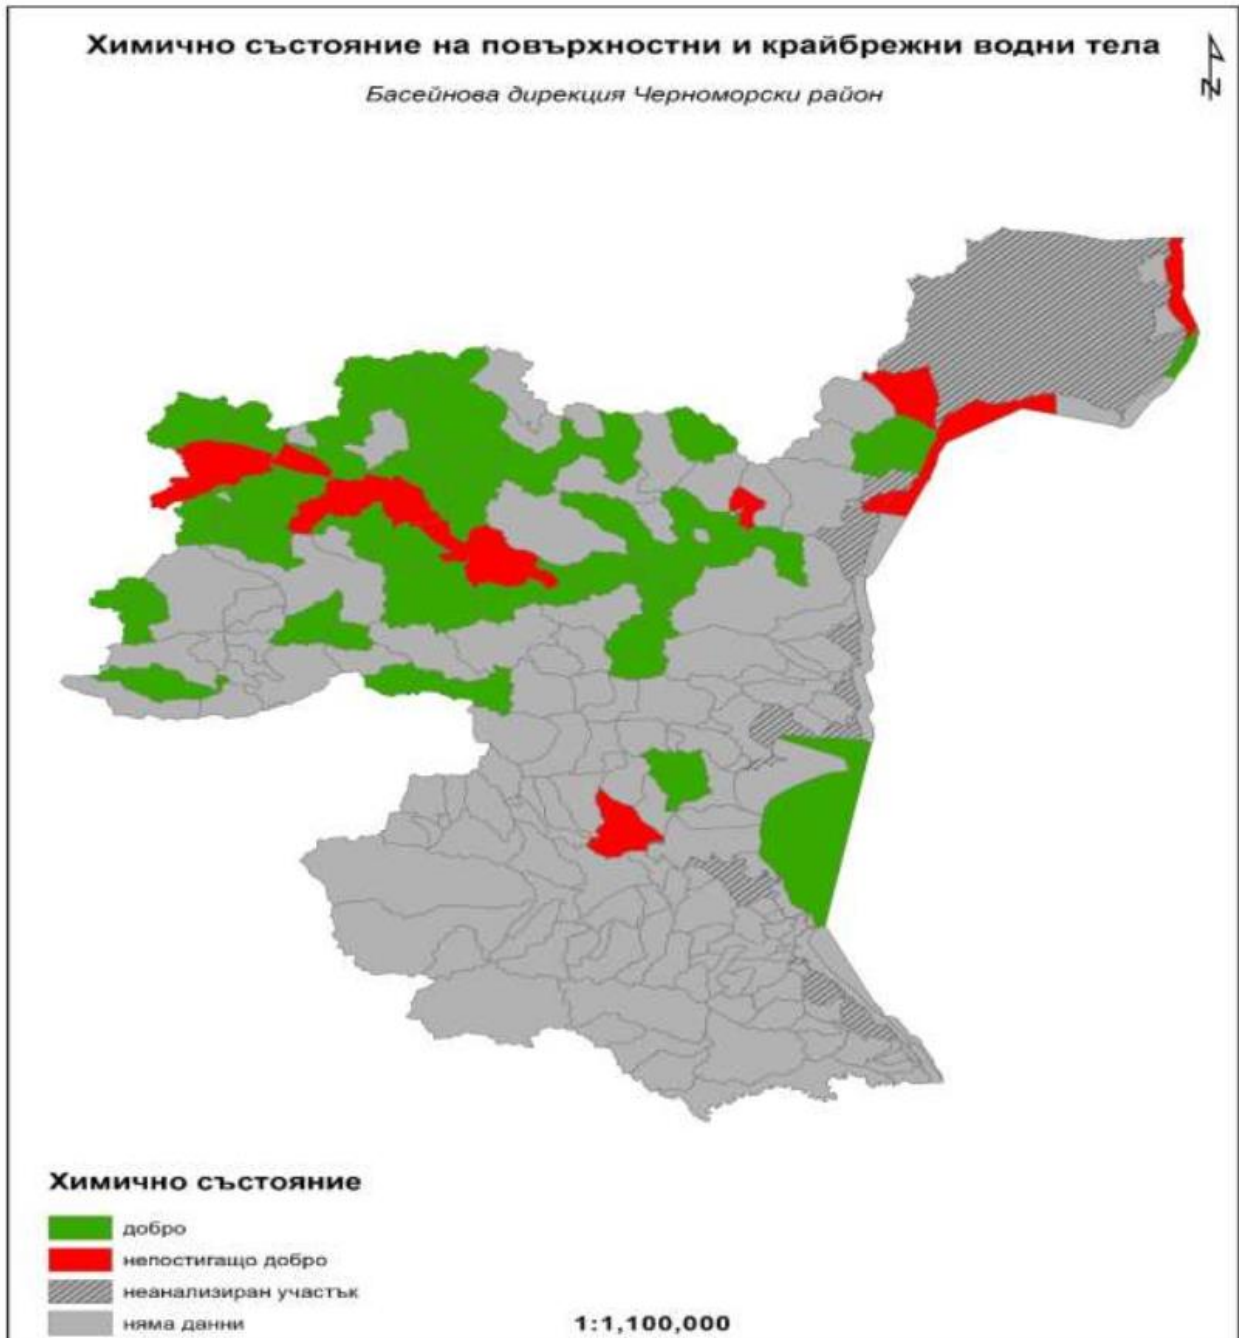 Химично състояние на повърхностни и крайбрежни водни тела
Басейнова дирекция Черноморски район
Химично състояние
добро
непостигащо добро
неанализиран участък
няма данни
1:1,100,000